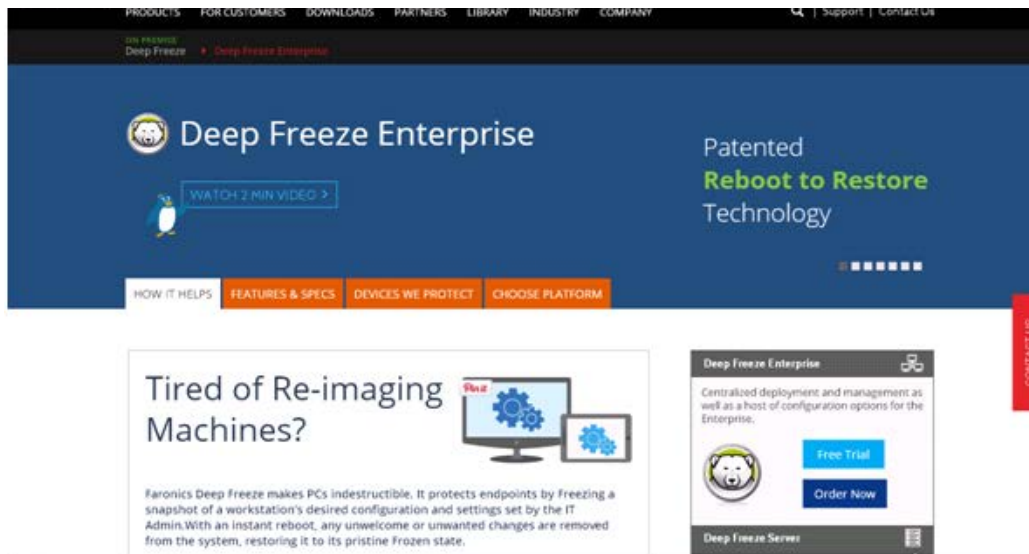 PRODUCTS FOR CUSTOMERS DOWNLOADS PARTNERS LIBRARY INDUSTRY COMPANY
| Support | Contact Us
ON PREMISE
Deep Freeze Deep Freeze Enterprise
Deep Freeze Enterprise
WATCH 2 MIN VIDEO >
Patented
Reboot to Restore
Technology
HOW IT HELPS FEATURES & SPECS DEVICES WE PROTECT CHOOSE PLATFORM
CONTACT US
Tired of Re-imaging
Machines?
Pin it
Faronics Deep Freeze makes PCs indestructible. It protects endpoints by Freezing a
snapshot of a workstation's desired configuration and settings set by the IT
Admin.With an instant reboot, any unwelcome or unwanted changes are removed
from the system, restoring it to its pristine Frozen state.
Deep Freeze Enterprise
Centralized deployment and management as
well as a host of configuration options for the
Enterprise.
Free Trial
Order Now
Deep Freeze Server